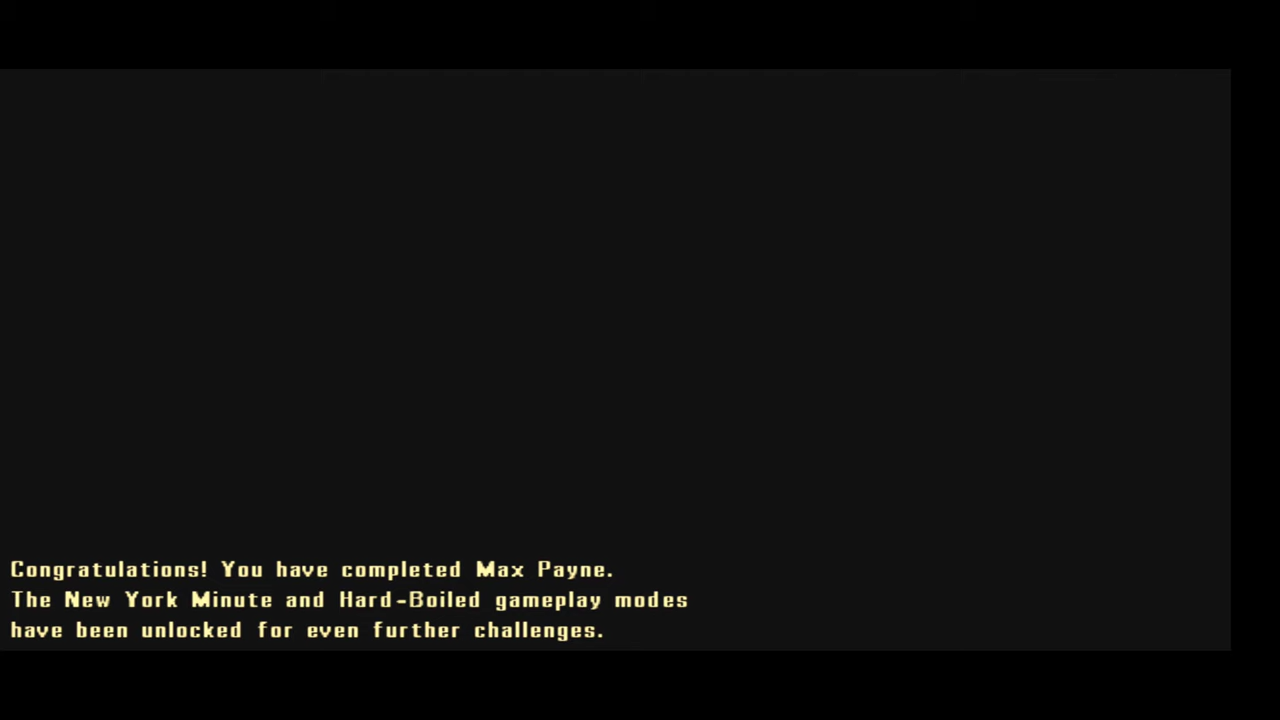 Congratulations! You have completed Max Payne.
The New York Minute and Hard-Boiled gameplay modes
have been unlocked for even further challenges.